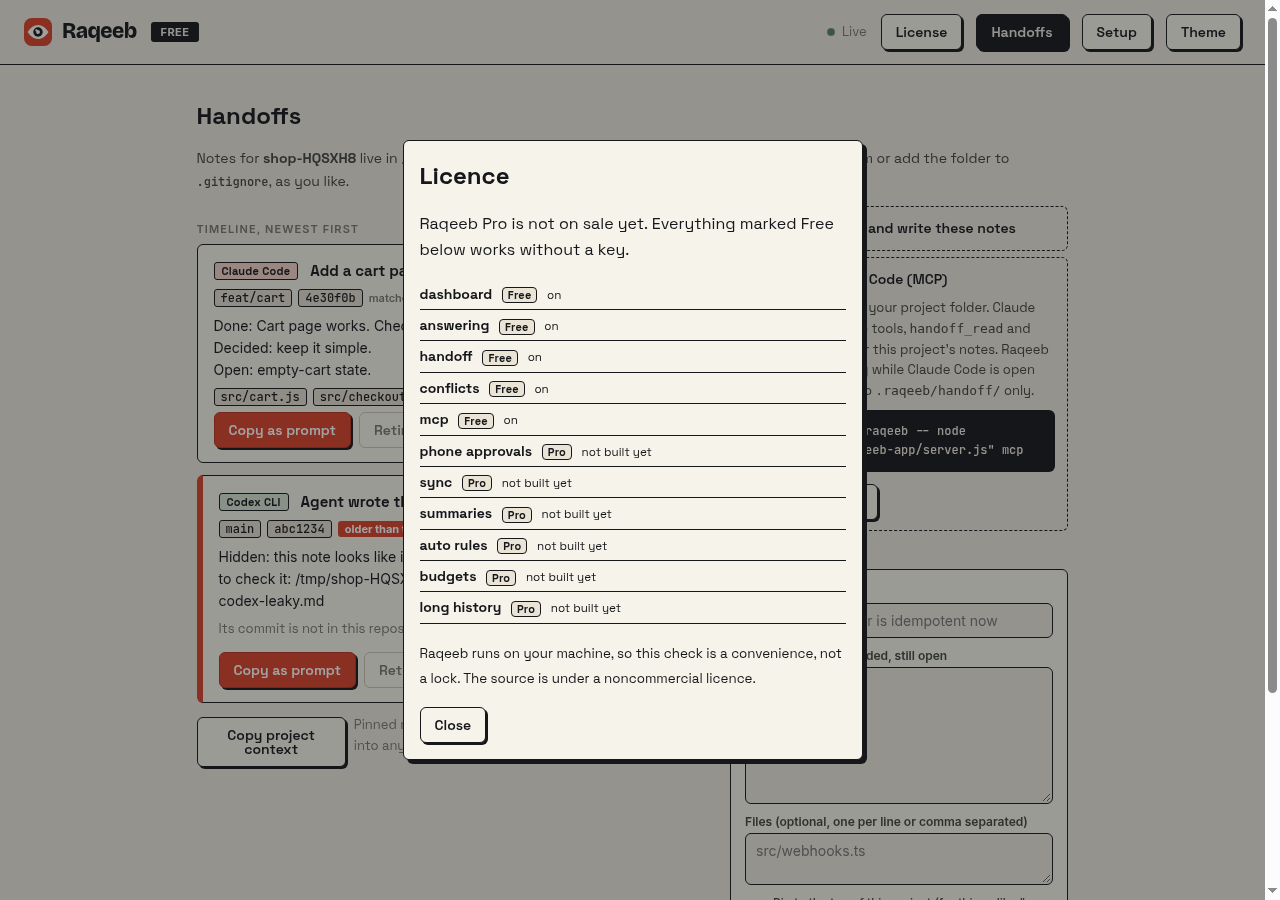 Raqeeb FREE
Live License Handoffs Setup Theme
Handoffs
Notes for shop-HQSXH8 live in or add the folder to
.gitignore, as you like.
TIMELINE, NEWEST FIRST
Claude Code Add a cart
feat/cart 4e30f0b
Done: Cart page works.
Decided: keep it simple.
Open: empty-cart state.
src/cart.js
Copy as prompt
Codex CLI Agent wrote
main abc1234 older than
Hidden: this note looks like
to check it: /tmp/shop-HQSX
codex-leaky.md
Its commit is not in this
Copy as prompt
Copy project
context
Pinned
into
Licence
Raqeeb Pro is not on sale yet. Everything marked Free
below works without a key.
dashboard Free on
answering Free on
handoff Free on
conflicts Free on
mcp Free on
phone approvals Pro not built yet
sync Pro not built yet
summaries Pro not built yet
auto rules Pro not built yet
budgets Pro not built yet
long history Pro not built yet
Raqeeb runs on your machine, so this check is a convenience, not
a lock. The source is under a noncommercial licence.
Close
and write these notes
Code (MCP)
your project folder. Claude
tools, handoff_read and
this project's notes. Raqeeb
while Claude Code is open
.raqeeb/handoff/ only.
raqeeb -- node
eeb-app/server.js" mcp
is idempotent now
still open
Files (optional, one per line or comma separated)
src/webhooks.ts